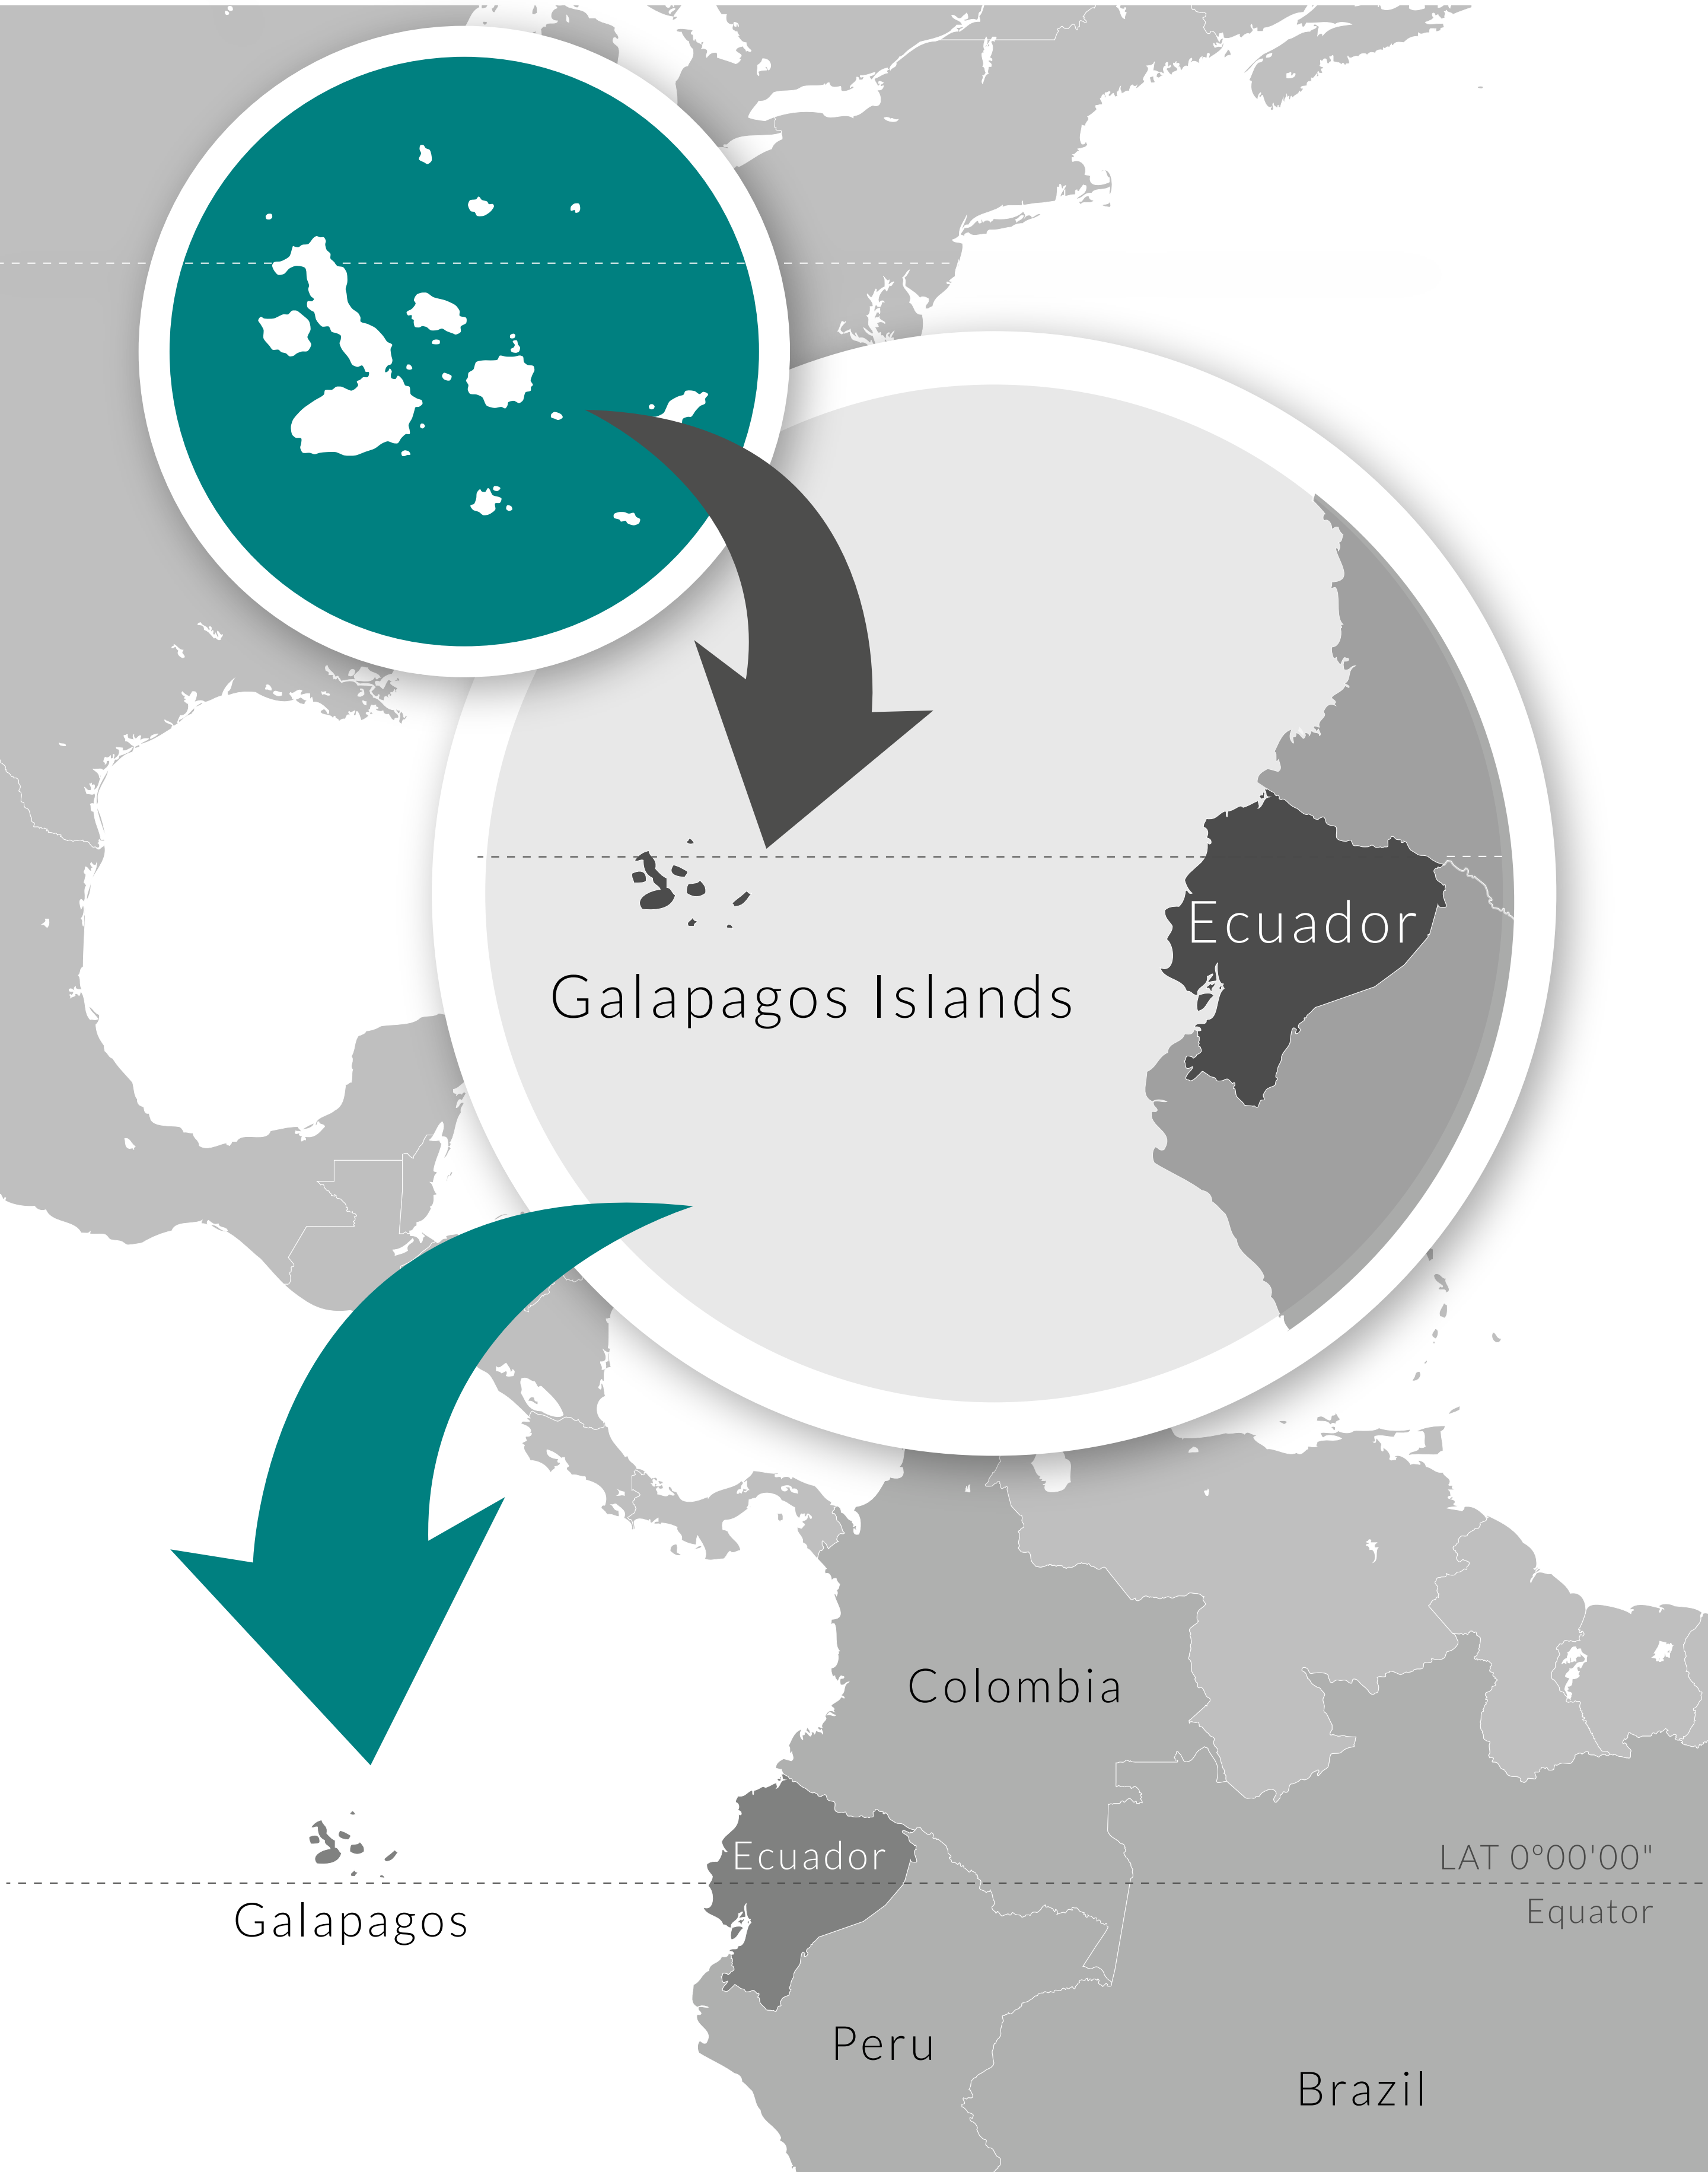 Ecuador
Galapagos Islands
Colombia
Ecuador
LAT 0°00'00"
Equator
Galapagos
Peru
Brazil